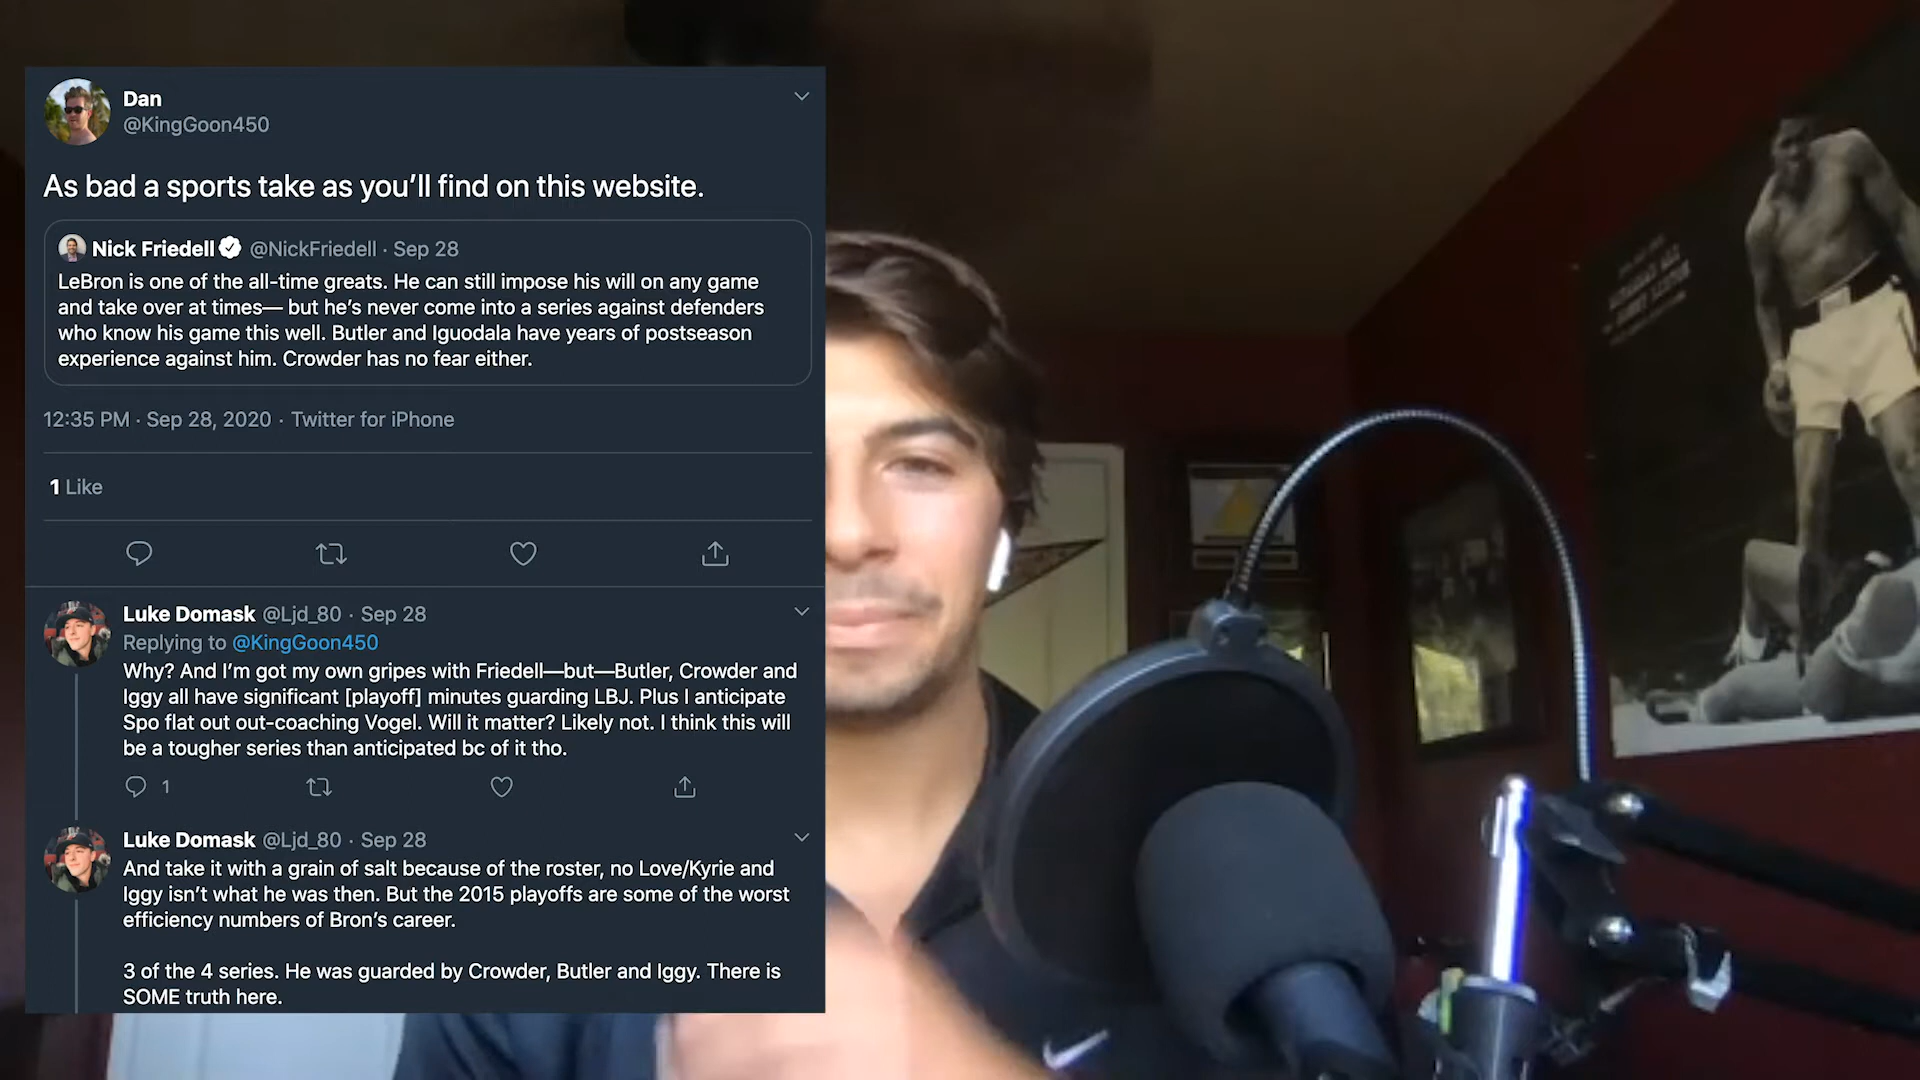 Dan
@KingGoon450
As bad a sports take as you’ll find on this website.
Nick Friedell @NickFriedell · Sep 28
LeBron is one of the all-time greats. He can still impose his will on any game
and take over at times— but he’s never come into a series against defenders
who know his game this well. Butler and Iguodala have years of postseason
experience against him. Crowder has no fear either.
12:35 PM · Sep 28, 2020 · Twitter for iPhone
1 Like
Luke Domask @Ljd_80 · Sep 28
Replying to @KingGoon450
Why? And I’m got my own gripes with Friedell—but—Butler, Crowder and
Iggy all have significant [playoff] minutes guarding LBJ. Plus I anticipate
Spo flat out out-coaching Vogel. Will it matter? Likely not. I think this will
be a tougher series than anticipated bc of it tho.
1
Luke Domask @Ljd_80 · Sep 28
And take it with a grain of salt because of the roster, no Love/Kyrie and
Iggy isn’t what he was then. But the 2015 playoffs are some of the worst
efficiency numbers of Bron’s career.
3 of the 4 series. He was guarded by Crowder, Butler and Iggy. There is
SOME truth here.